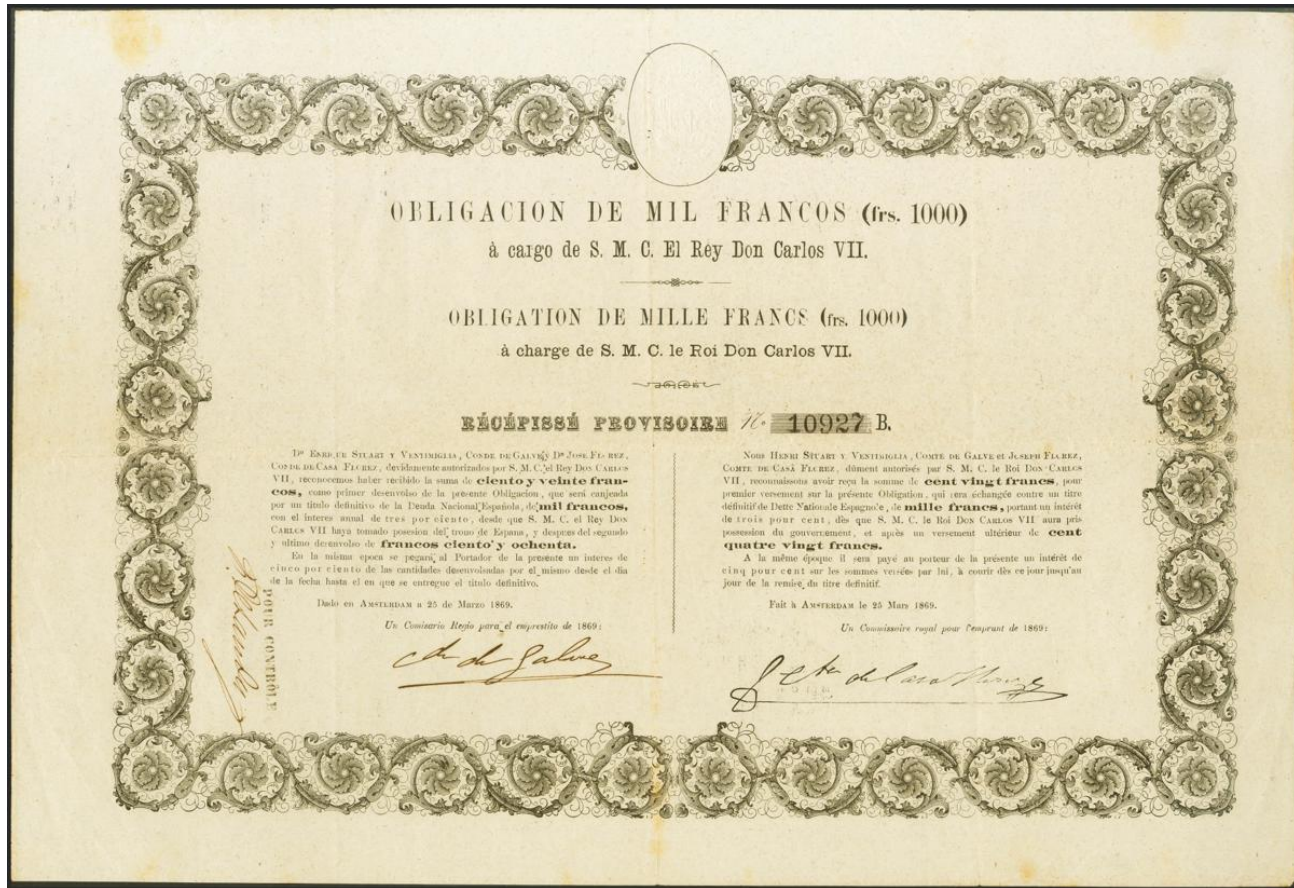 OBLIGACION DE MIL FRANCOS (frs. 1000)
à cargo de S. M. C. El Rey Don Carlos VII.
OBLIGATION DE MILLE FRANCS (frs. 1000)
à charge de S. M. C. le Roi Don Carlos VII.
RÉCÉPISSÉ PROVISOIRE No. 10927 B.
Dn ENRIQUE STUART Y VENTIMIGLIA, CONDE DE GALVE y Dn JOSE FLOREZ,
CONDE DE CASA FLOREZ, devidamente autorizados por S. M. C. el Rey DON CARLOS
VII, reconocemos haber recibido la suma de ciento y veinte fran-
cos, como primer desenvolso de la presente Obligacion, que será canjeada
por un titulo definitivo de la Deuda Nacional Española, de mil francos,
con el interes annal de tres por ciento, desde que S. M. C. el Rey DON
CARLOS VII haya tomado posesion del trono de Espana, y despues del segundo
y ultimo desenvolso de francos ciento y ochenta.
En la misma epoca se pegará al Portador de la presente un interes de
cinco por ciento de las cantidades desenvolsadas por el mismo desde el dia
de la fecha hasta el en que se entregue el titulo definitivo.
Dado en AMSTERDAM a 25 de Marzo 1869.
Un Comisario Regio para el emprestito de 1869:
cde de Galve
POUR CONTRÔLE
Nous HENRI STUART Y VENTIMIGLIA, COMTE DE GALVE et JOSEPH FLOREZ,
COMTE DE CASA FLOREZ, dûment autorisés par S. M. C. le Roi DON CARLOS
VII, reconnaissons avoir reçu la somme de cent vingt francs, pour
premier versement sur la présente Obligation, qui sera échangée contre un titre
définitif de Dette Nationale Espagnole, de mille francs, portant un intérêt
de trois pour cent, dès que S. M. C. le Roi DON CARLOS VII aura pris
possession du gouvernement, et après un versement ultérieur de cent
quatre vingt francs.
A la même époque il sera payé au porteur de la présente un intérêt de
cinq pour cent sur les sommes versées par lui, à courir dès ce jour jusqu'au
jour de la remise du titre définitif.
Fait à AMSTERDAM le 25 Mars 1869.
Un Commissaire royal pour l'emprunt de 1869:
J cte de Casa Florez